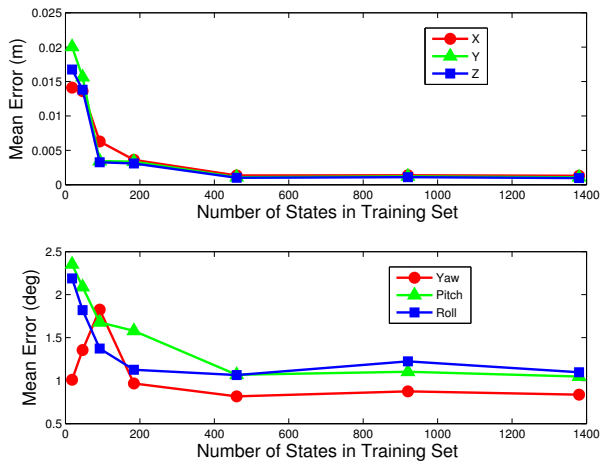 0.025
0.02
0.015
0.01
0.005
0
Mean Error (m)
X
Y
Z
0 200 400 600 800 1000 1200 1400
Number of States in Training Set
2.5
2
1.5
1
0.5
Mean Error (deg)
Yaw
Pitch
Roll
0 200 400 600 800 1000 1200 1400
Number of States in Training Set